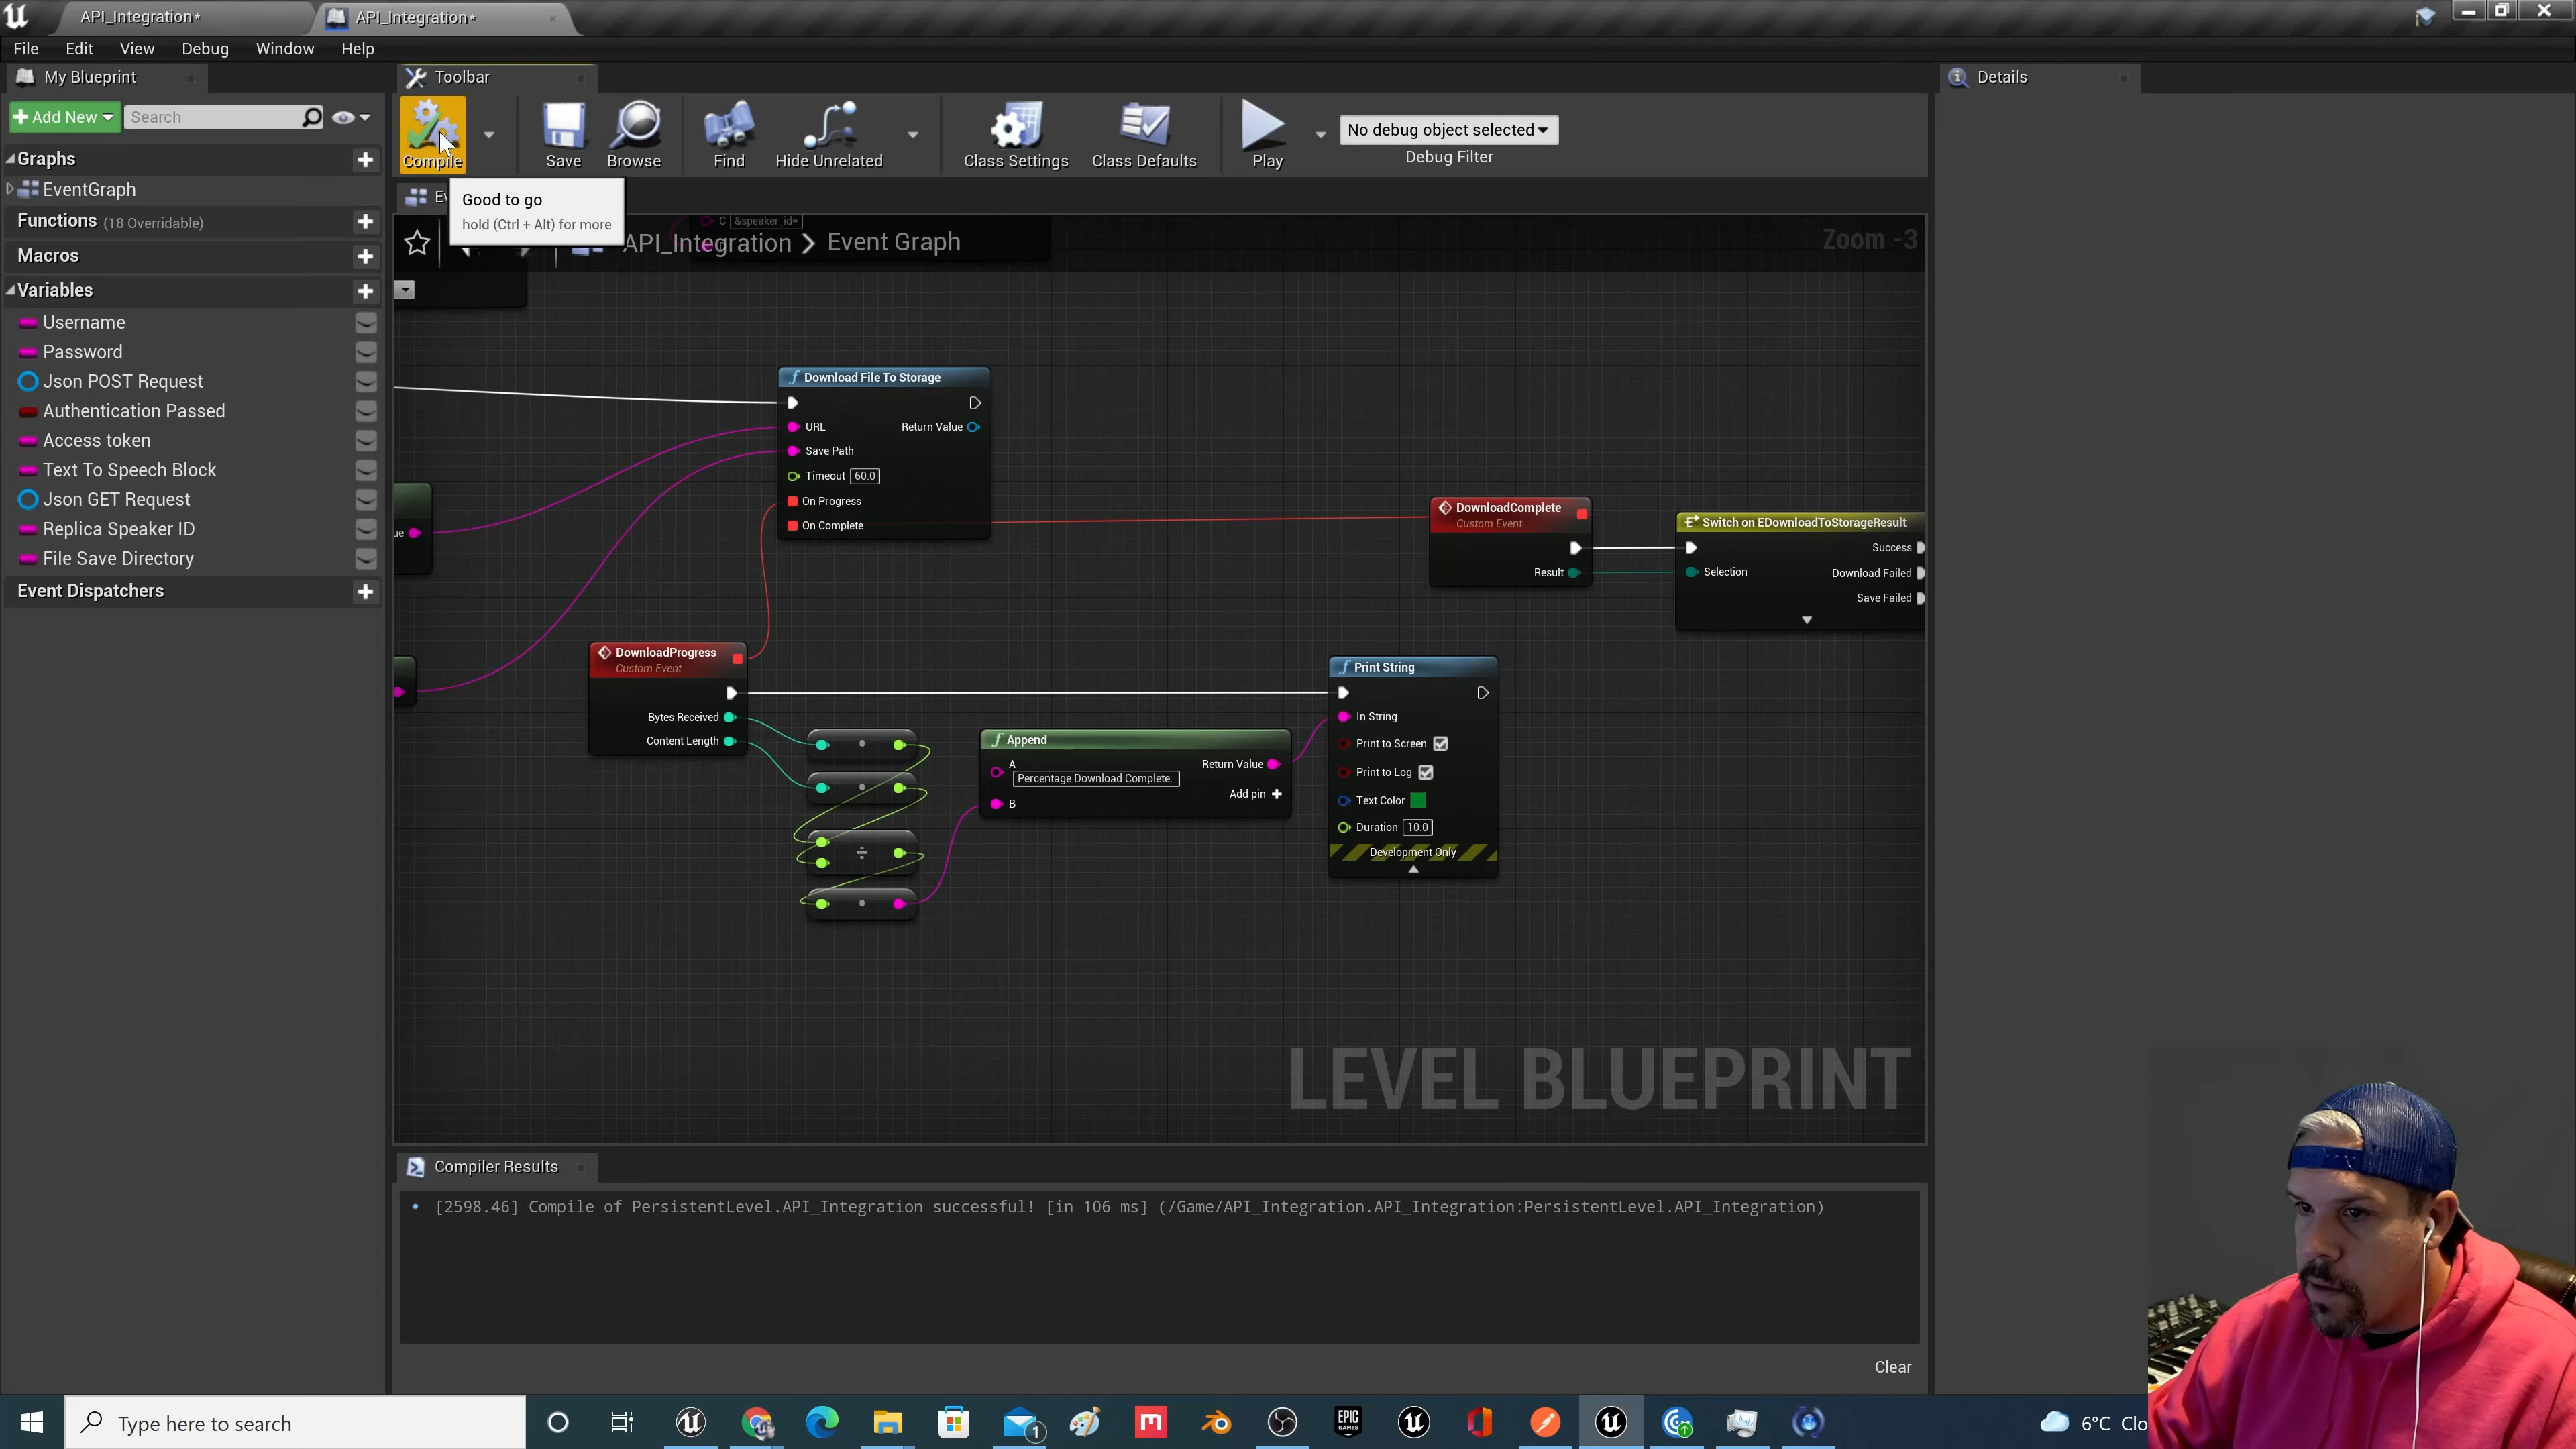 API_Integration*
API_Integration*
File Edit View Debug Window Help
My Blueprint
Toolbar
Details
Add New
Search
Compile
Save
Browse
Find
Hide Unrelated
Class Settings
Class Defaults
Play
No debug object selected
Debug Filter
Graphs
EventGraph
Functions (18 Overridable)
Macros
Variables
Username
Password
Json POST Request
Authentication Passed
Access token
Text To Speech Block
Json GET Request
Replica Speaker ID
File Save Directory
Event Dispatchers
Good to go
hold (Ctrl + Alt) for more
C &speaker_id=
API_Integration > Event Graph
Zoom -3
Download File To Storage
URL Return Value
Save Path
Timeout 60.0
On Progress
On Complete
DownloadComplete
Custom Event
Result
Switch on EDownloadToStorageResult
Success
Selection Download Failed
Save Failed
DownloadProgress
Custom Event
Bytes Received
Content Length
Append
A Return Value
Percentage Download Complete:
Add pin +
B
÷
Print String
In String
Print to Screen
Print to Log
Text Color
Duration 10.0
Development Only
LEVEL BLUEPRINT
Compiler Results
[2598.46] Compile of PersistentLevel.API_Integration successful! [in 106 ms] (/Game/API_Integration.API_Integration:PersistentLevel.API_Integration)
Clear
Type here to search
1
EPIC GAMES
6°C Clo